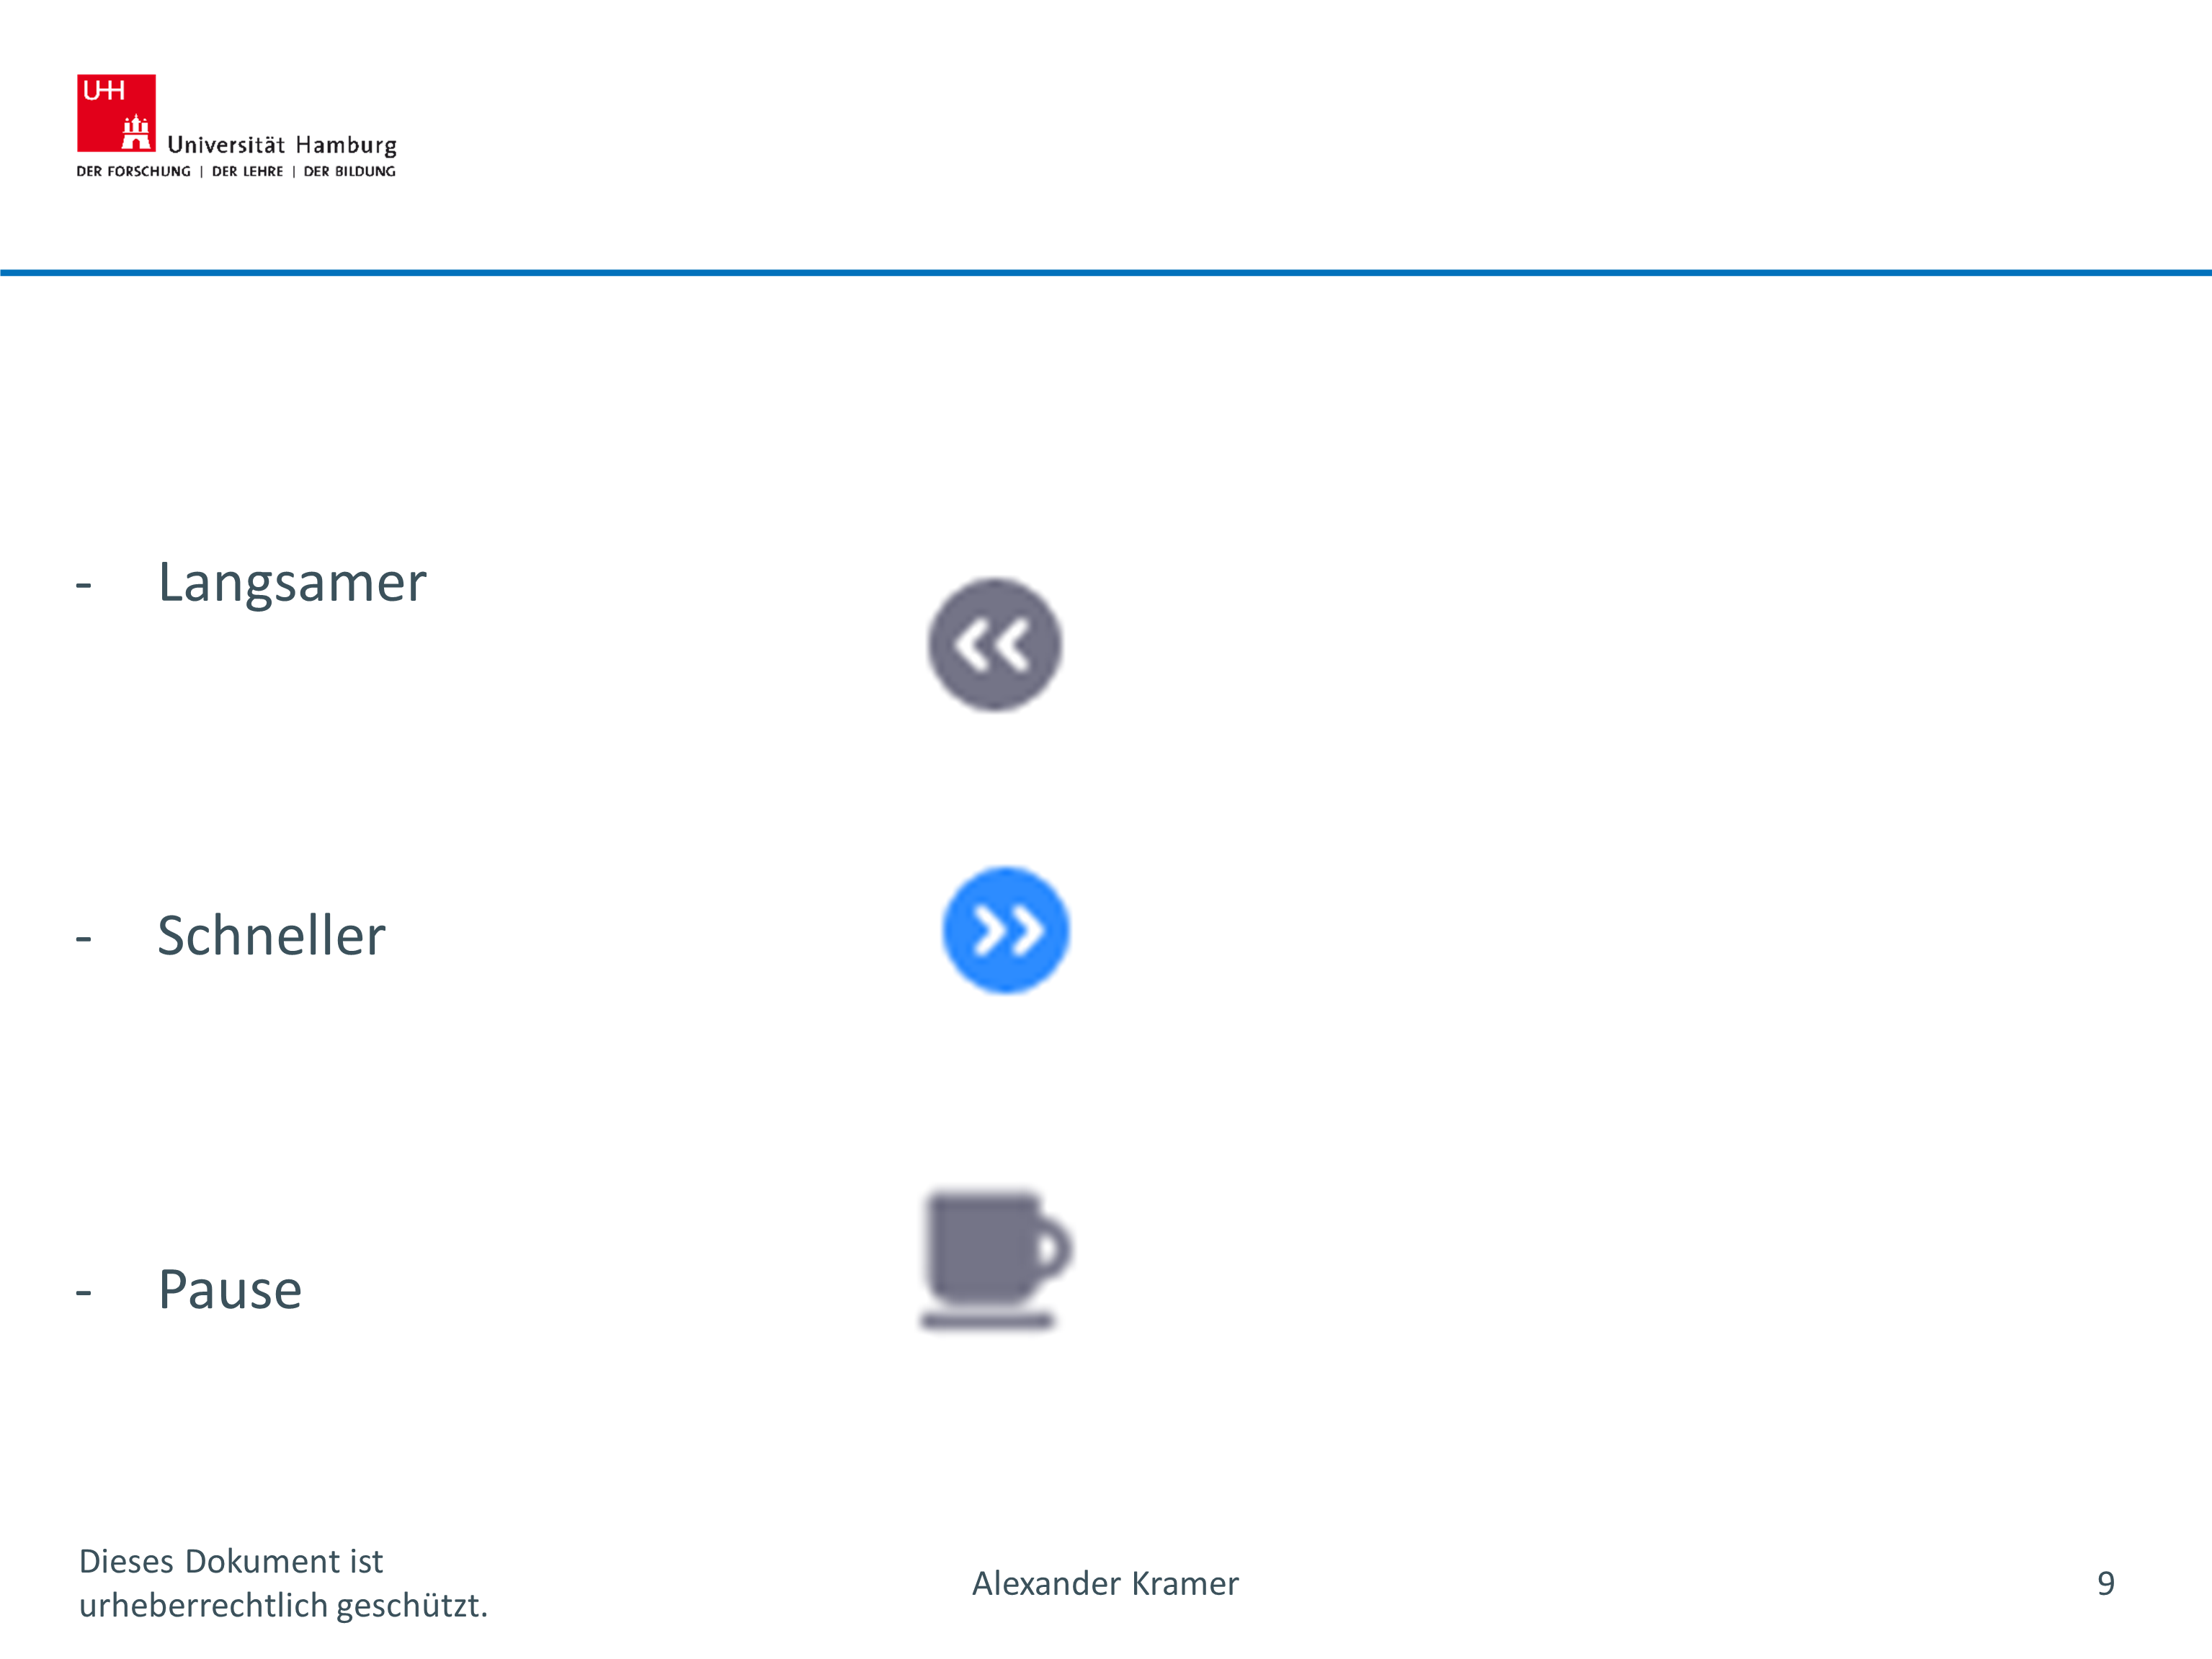 UHH
Universität Hamburg
DER FORSCHUNG | DER LEHRE | DER BILDUNG
- Langsamer
- Schneller
- Pause
Dieses Dokument ist
urheberrechtlich geschützt.
Alexander Kramer
9